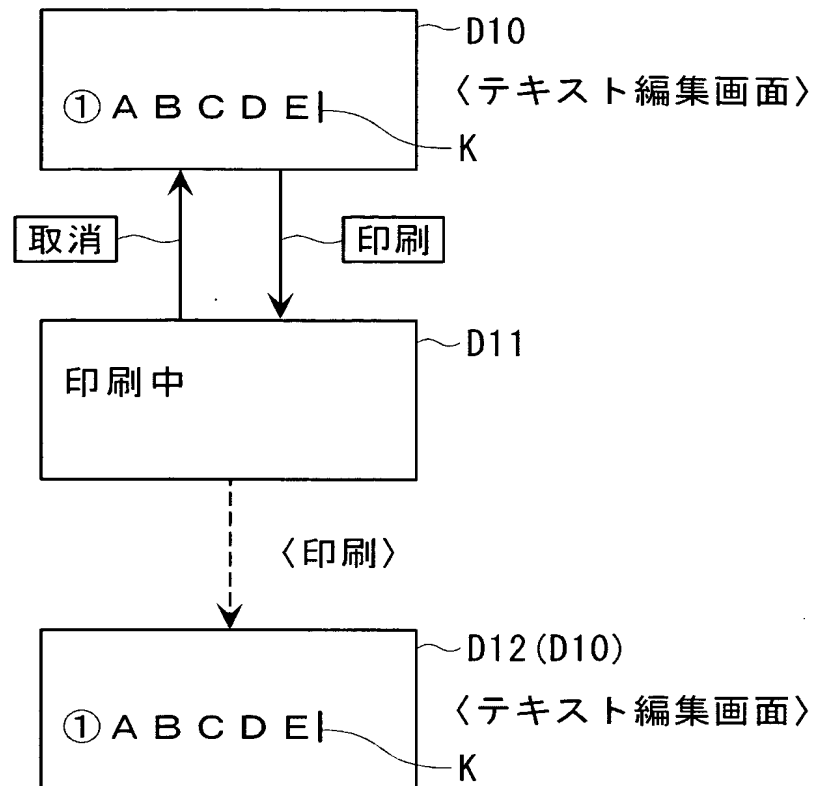 D10
〈テキスト編集画面〉
①ABCDE
K
取消
印刷
D11
印刷中
〈印刷〉
D12(D10)
〈テキスト編集画面〉
①ABCDE
K